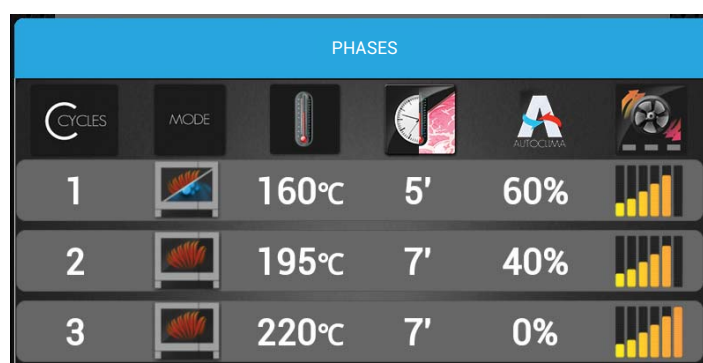 PHASES
CYCLES MODE A AUTOCLIMA
1 160°C 5' 60%
2 195°C 7' 40%
3 220°C 7' 0%